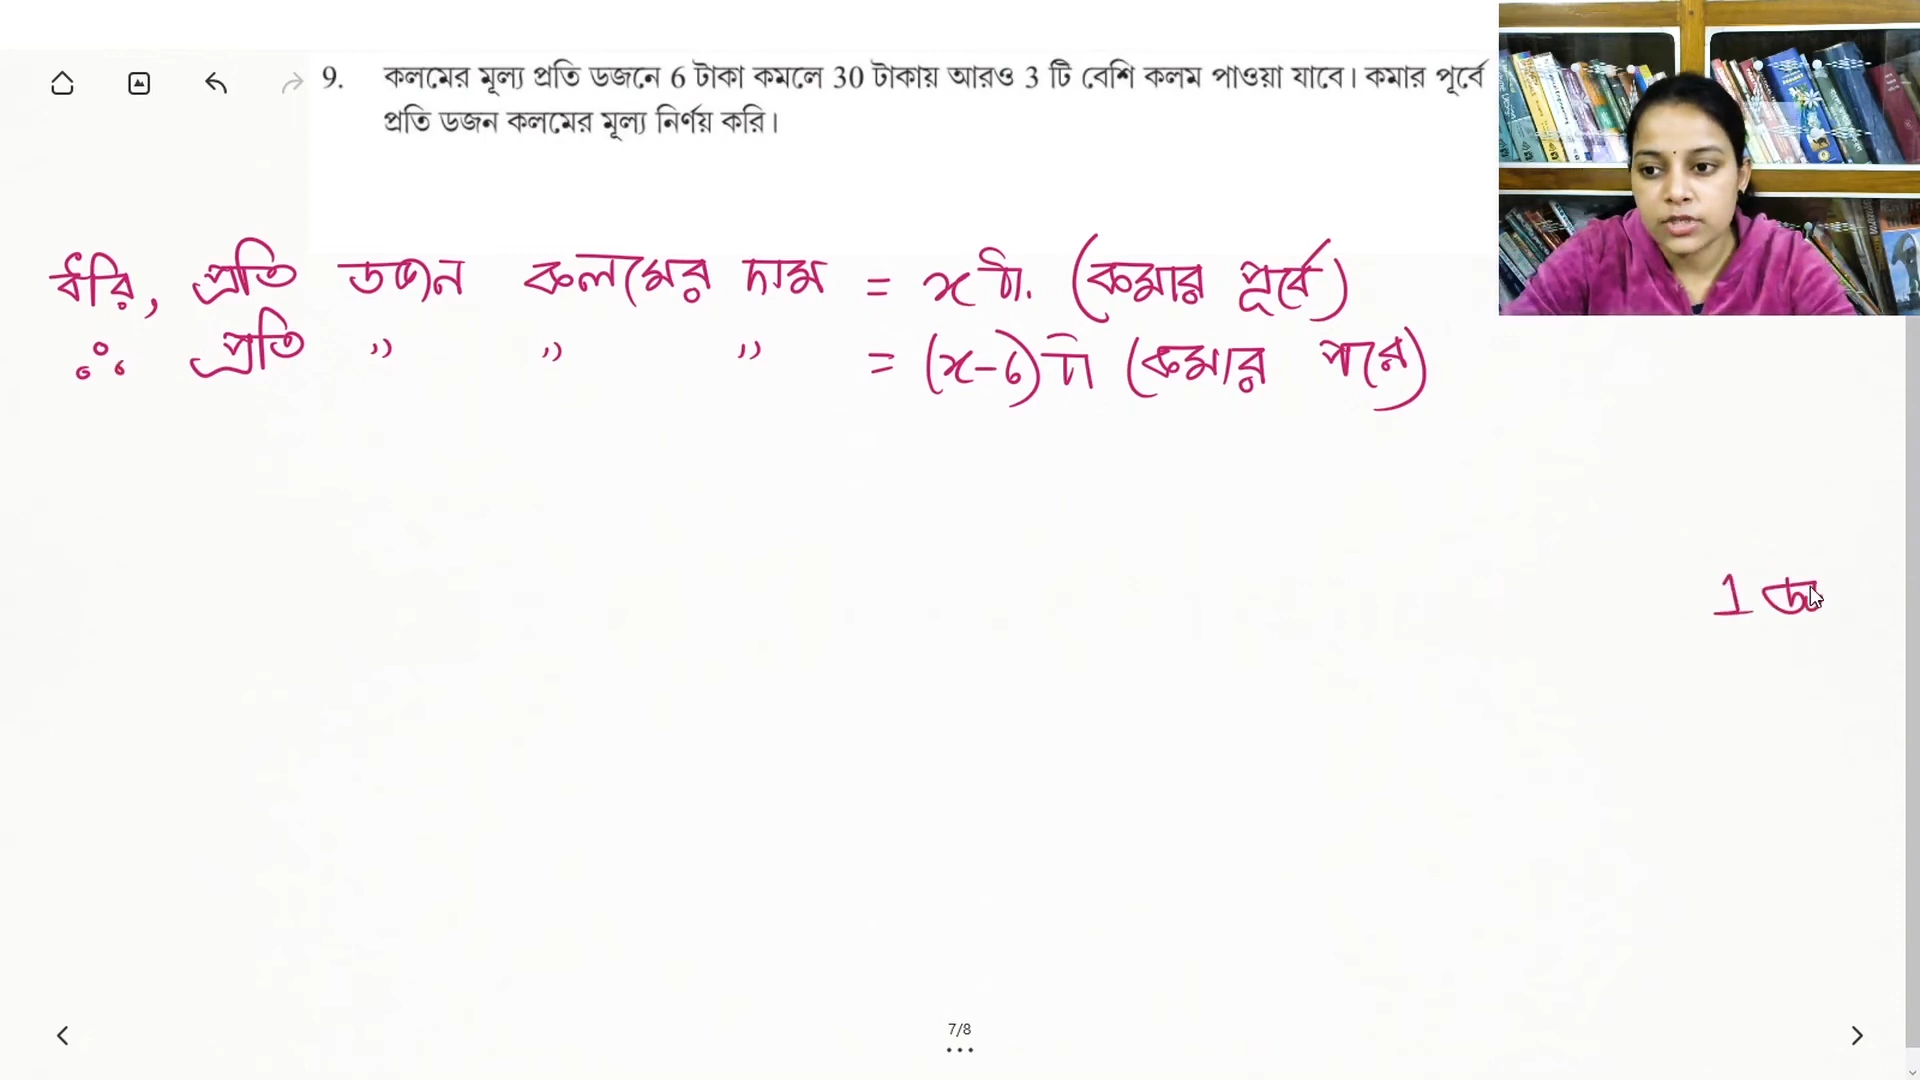 9. কলমের মূল্য প্রতি ডজনে 6 টাকা কমলে 30 টাকায় আরও 3 টি বেশি কলম পাওয়া যাবে। কমার পূর্বে
প্রতি ডজন কলমের মূল্য নির্ণয় করি।
ধরি, প্রতি ডজন কলমের দাম = x টা. (কমার পূর্বে)
∴ প্রতি " " " = (x-6) টা (কমার পরে)
1 ড
7/8